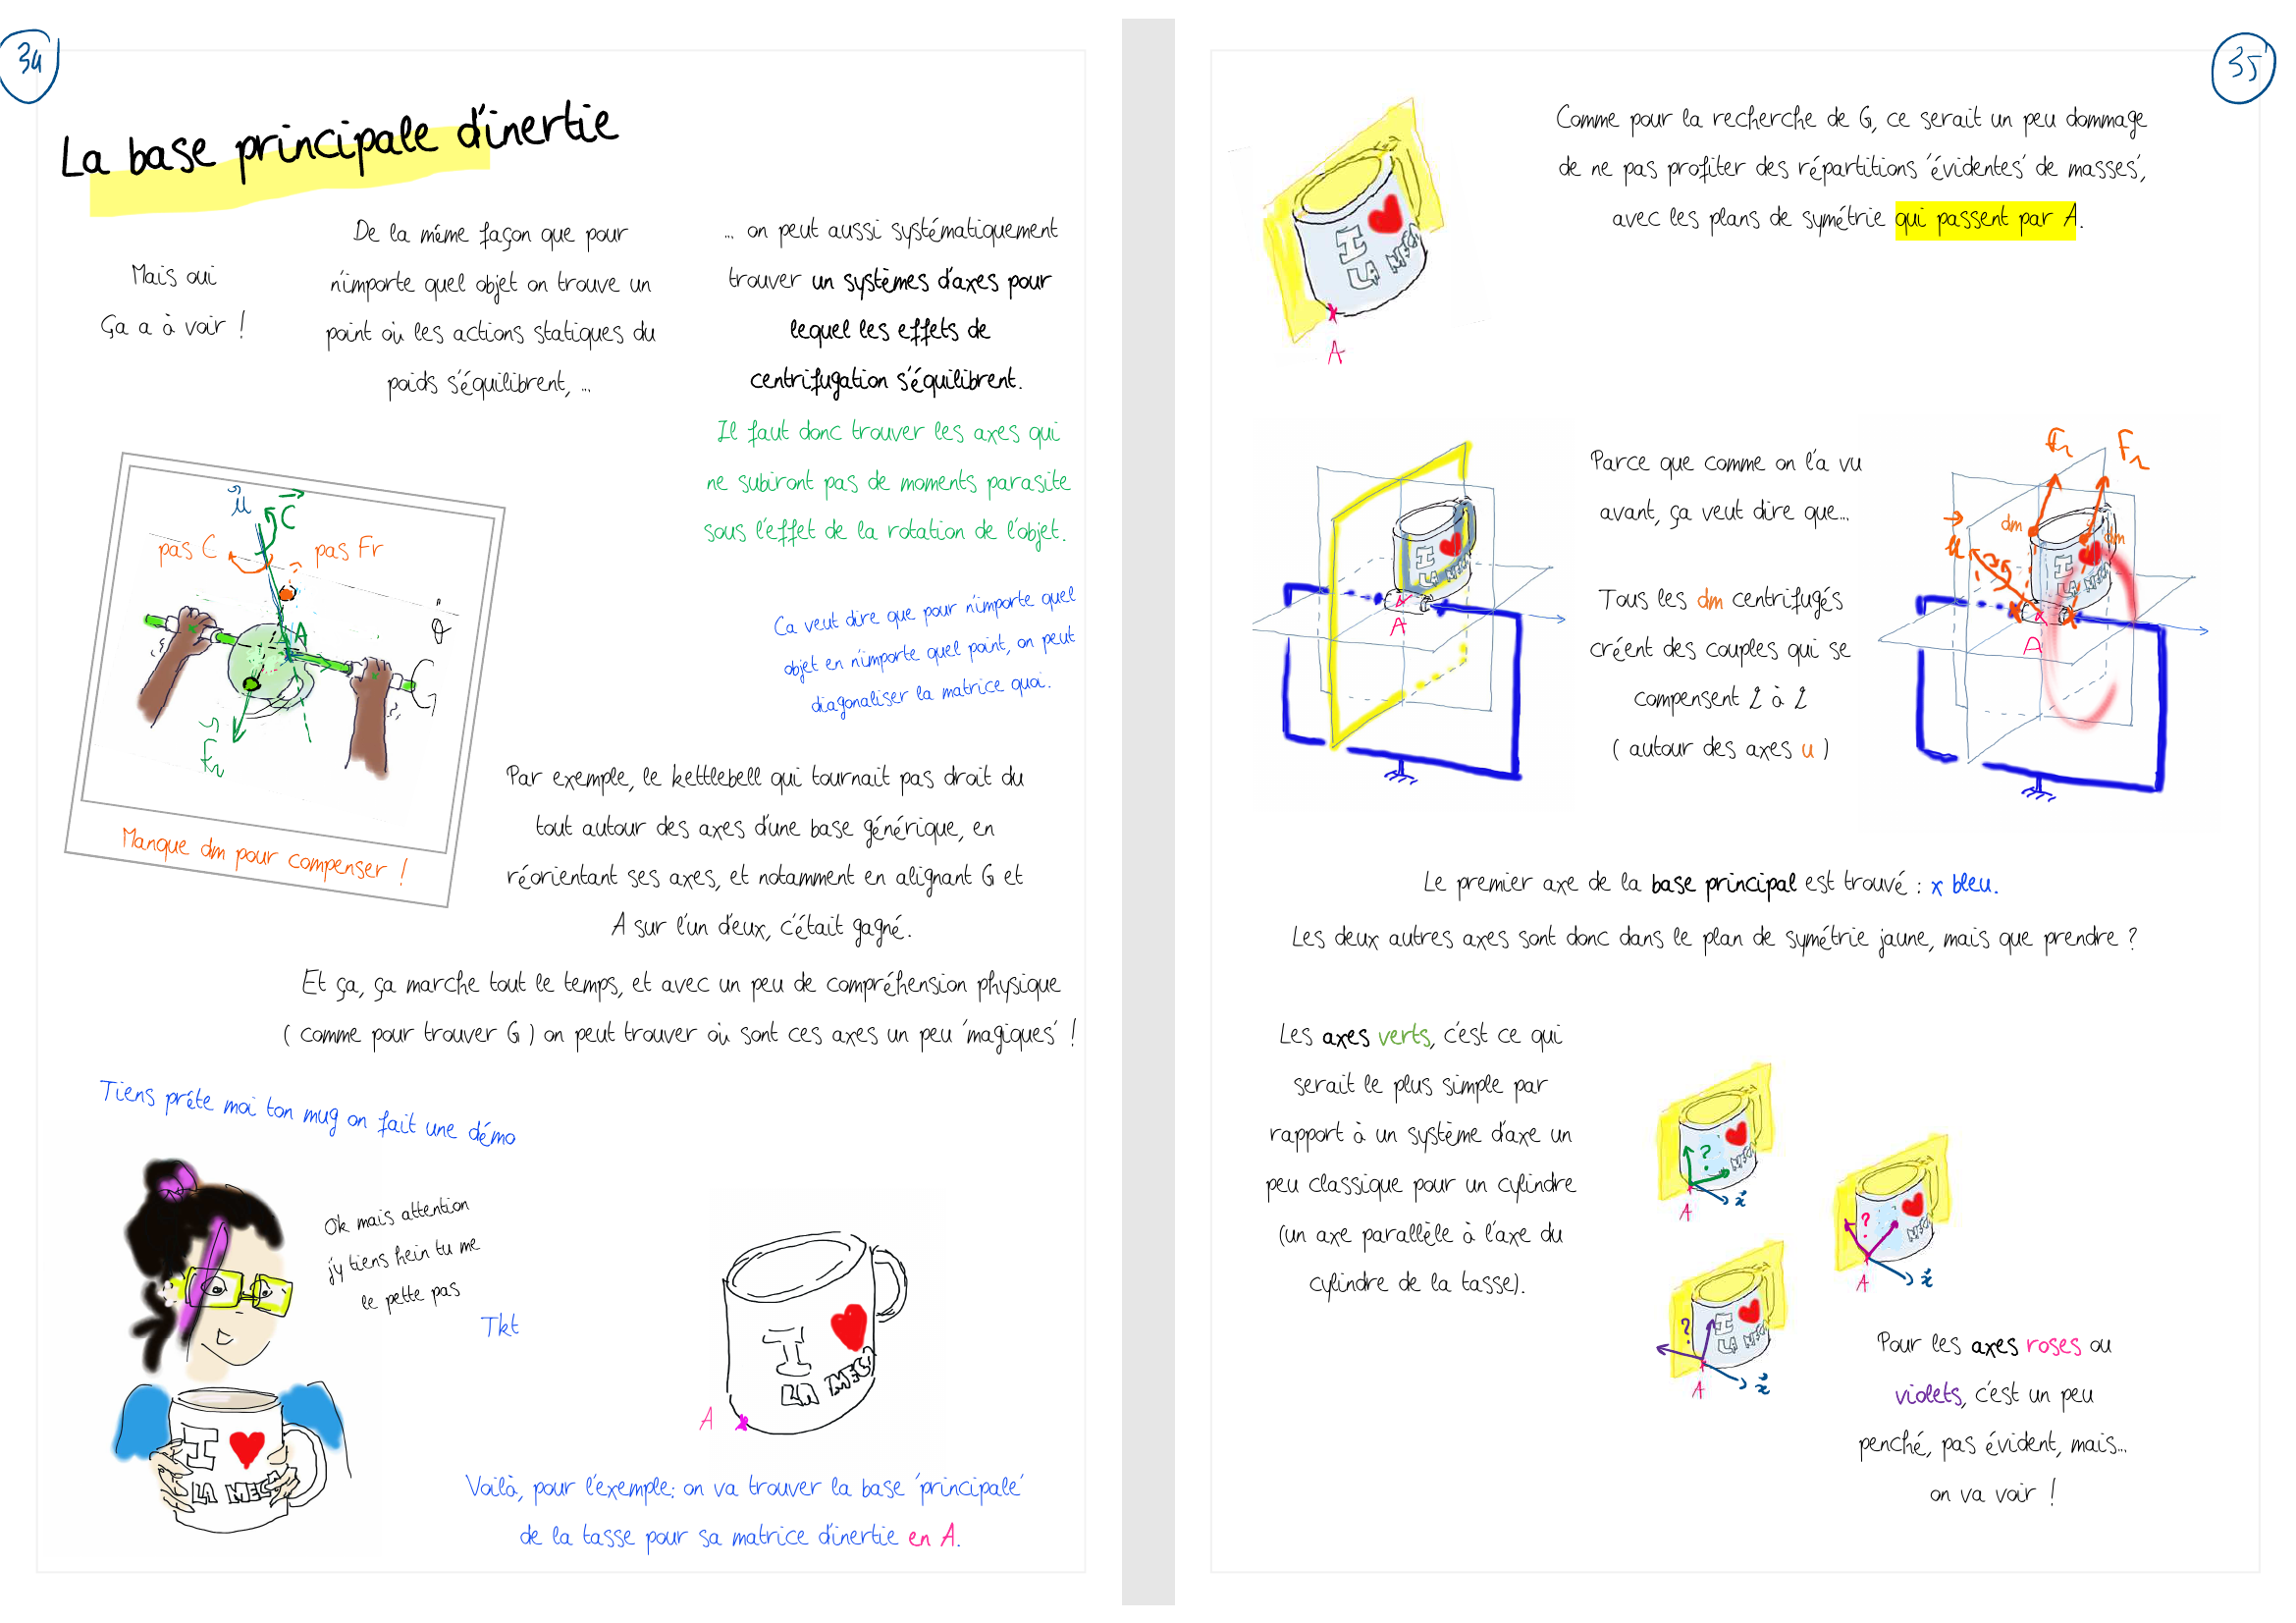 34
La base principale d'inertie
Mais oui
Ça a à voir !
De la même façon que pour
n'importe quel objet on trouve un
point où les actions statiques du
poids s'équilibrent, ...
... on peut aussi systématiquement
trouver un systèmes d'axes pour
lequel les effets de
centrifugation s'équilibrent.
Il faut donc trouver les axes qui
ne subiront pas de moments parasite
sous l'effet de la rotation de l'objet.
Ca veut dire que pour n'importe quel
objet en n'importe quel point, on peut
diagonaliser la matrice quoi.
u
C
pas C
pas Fr
A
Fr
Manque dm pour compenser !
Par exemple, le kettlebell qui tournait pas droit du
tout autour des axes d'une base générique, en
réorientant ses axes, et notamment en alignant G et
A sur l'un d'eux, c'était gagné.
Et ça, ça marche tout le temps, et avec un peu de compréhension physique
( comme pour trouver G ) on peut trouver où sont ces axes un peu 'magiques' !
Tiens prête moi ton mug on fait une démo
Ok mais attention
j'y tiens hein tu me
le pette pas
Tkt
I
LA MECA
I
LA MECA
A
Voilà, pour l'exemple: on va trouver la base 'principale'
de la tasse pour sa matrice d'inertie en A.
35
I
LA MECA
A
Comme pour la recherche de G, ce serait un peu dommage
de ne pas profiter des répartitions 'évidentes' de masses',
avec les plans de symétrie qui passent par A.
I
LA MECA
A
Parce que comme on l'a vu
avant, ça veut dire que...
Tous les dm centrifugés
créent des couples qui se
compensent 2 à 2
( autour des axes u )
Fr
Fr
dm
dm
u
I
LA MECA
A
Le premier axe de la base principal est trouvé : x bleu.
Les deux autres axes sont donc dans le plan de symétrie jaune, mais que prendre ?
Les axes verts, c'est ce qui
serait le plus simple par
rapport à un système d'axe un
peu classique pour un cylindre
(un axe parallèle à l'axe du
cylindre de la tasse).
?
MECA
A
x
?
MECA
A
x
?
I
LA MECA
A
x
Pour les axes roses ou
violets, c'est un peu
penché, pas évident, mais...
on va voir !